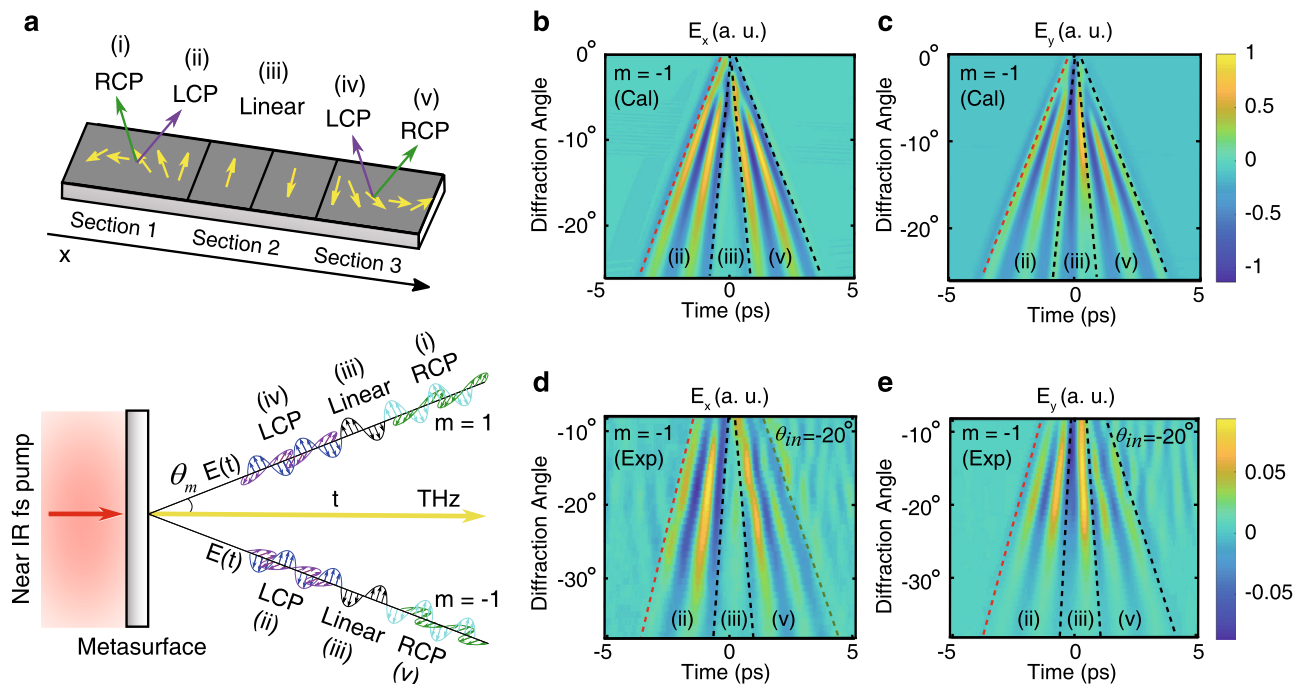 a
(i)
RCP
(ii)
LCP
(iii)
Linear
(iv)
LCP
(v)
RCP
Section 1
Section 2
Section 3
x
Near IR fs pump
Metasurface
θm
E(t)
(iv)
LCP
(iii)
Linear
(i)
RCP
m = 1
t
THz
E(t)
LCP
(ii)
Linear
(iii)
RCP
(v)
m = -1
b
Ex (a. u.)
m = -1
(Cal)
0°
-10°
-20°
Diffraction Angle
(ii)
(iii)
(v)
-5
0
5
Time (ps)
c
Ey (a. u.)
m = -1
(Cal)
0°
-10°
-20°
Diffraction Angle
(ii)
(iii)
(v)
-5
0
5
Time (ps)
1
0.5
0
-0.5
-1
d
Ex (a. u.)
m = -1
(Exp)
θin=-20°
-10°
-20°
-30°
Diffraction Angle
(ii)
(iii)
(v)
-5
0
5
Time (ps)
e
Ey (a. u.)
m = -1
(Exp)
θin=-20°
-10°
-20°
-30°
Diffraction Angle
(ii)
(iii)
(v)
-5
0
5
Time (ps)
0.05
0
-0.05